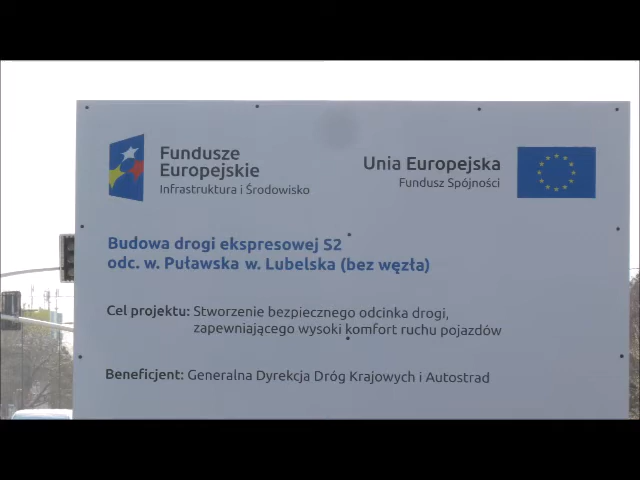 Fundusze
Europejskie
Infrastruktura i Środowisko
Unia Europejska
Fundusz Spójności
Budowa drogi ekspresowej S2
odc. w. Puławska w. Lubelska (bez węzła)
Cel projektu: Stworzenie bezpiecznego odcinka drogi,
zapewniającego wysoki komfort ruchu pojazdów
Beneficjent: Generalna Dyrekcja Dróg Krajowych i Autostrad